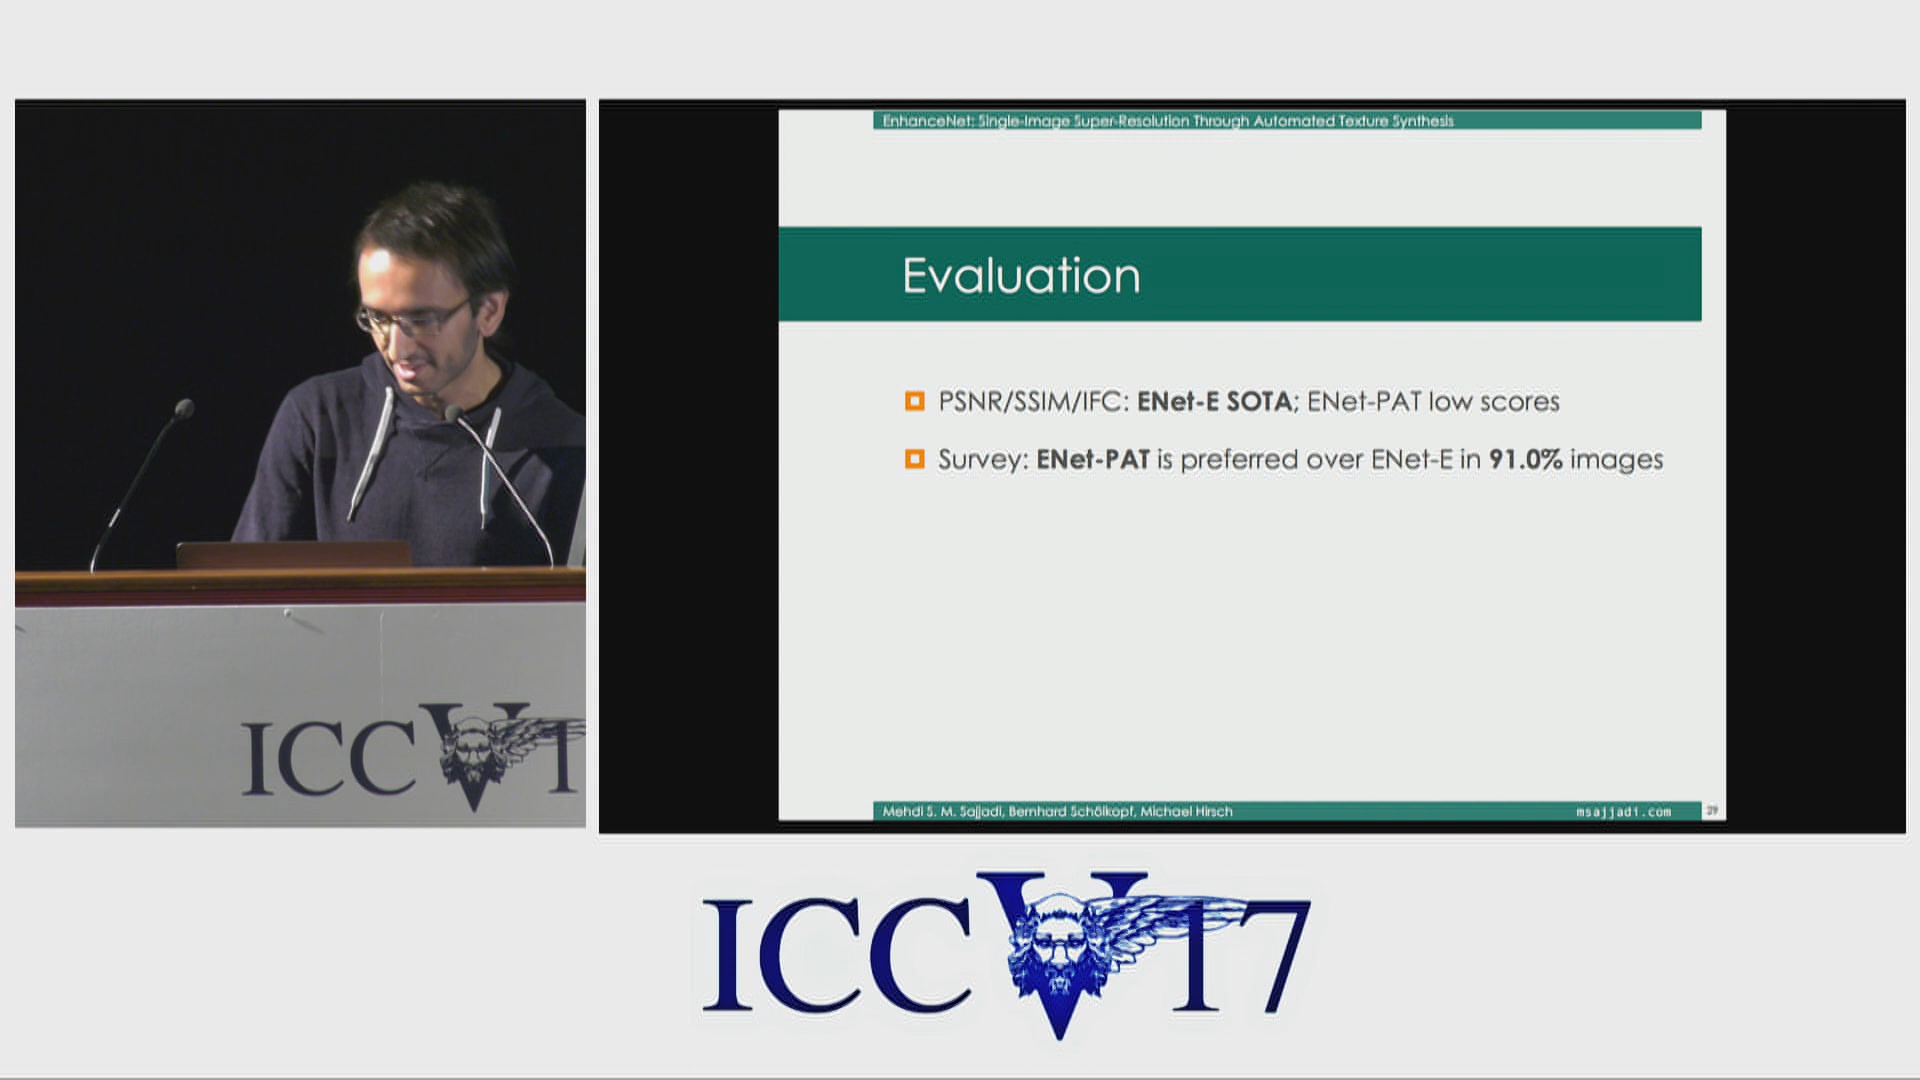 EnhanceNet: Single-Image Super-Resolution Through Automated Texture Synthesis
Evaluation
PSNR/SSIM/IFC: ENet-E SOTA; ENet-PAT low scores
Survey: ENet-PAT is preferred over ENet-E in 91.0% images
Mehdi S. M. Sajjadi, Bernhard Schölkopf, Michael Hirsch
msajjadi.com
39
ICCV 1
ICCV 17